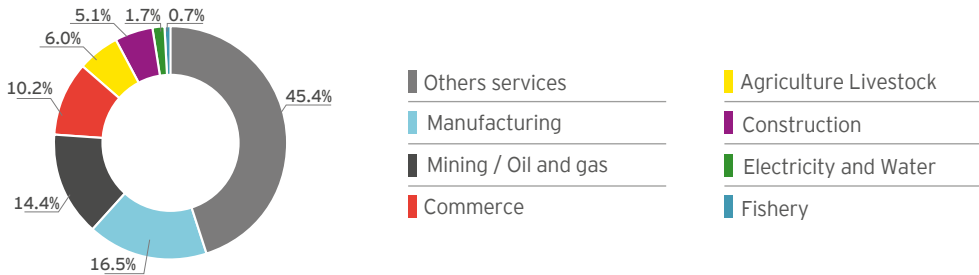 5.1%
1.7%
0.7%
6.0%
10.2%
45.4%
14.4%
16.5%
Others services
Manufacturing
Mining / Oil and gas
Commerce
Agriculture Livestock
Construction
Electricity and Water
Fishery